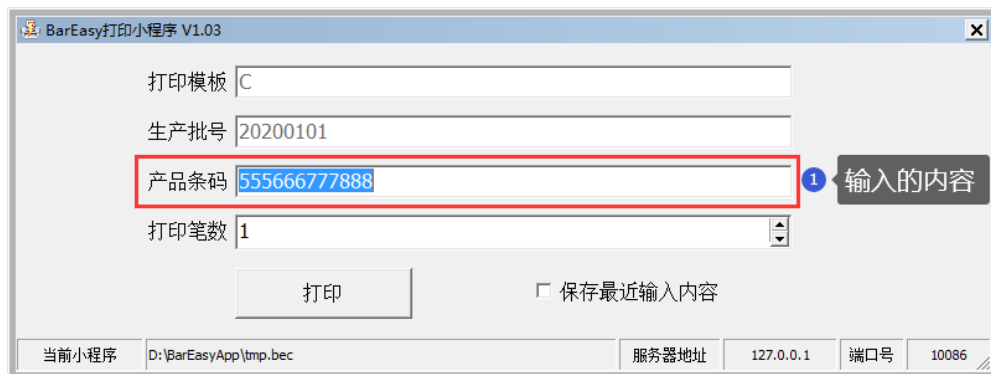 BarEasy打印小程序 V1.03
打印模板 C
生产批号 20200101
产品条码 555666777888 1 输入的内容
打印笔数 1
打印 保存最近输入内容
当前小程序 D:\BarEasyApp\tmp.bec 服务器地址 127.0.0.1 端口号 10086